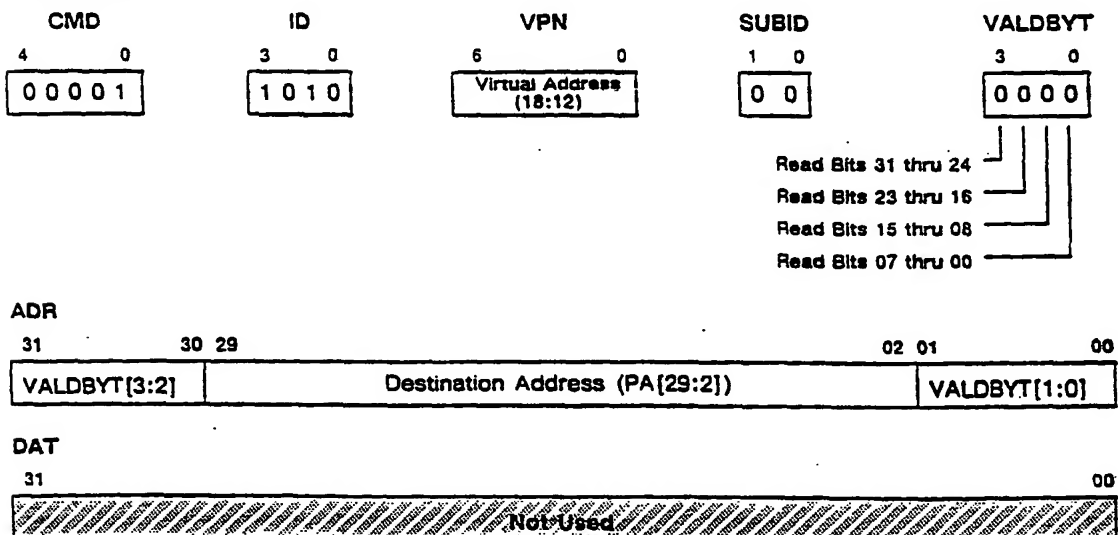 CMD ID VPN SUBID VALDBYT
4 0 3 0 6 0 1 0 3 0
0 0 0 0 1 1 0 1 0 Virtual Address (18:12) 0 0 0 0 0 0
Read Bits 31 thru 24
Read Bits 23 thru 16
Read Bits 15 thru 08
Read Bits 07 thru 00
ADR
31 30 29 02 01 00
VALDBYT[3:2] Destination Address (PA[29:2]) VALDBYT[1:0]
DAT
31 00
Not Used